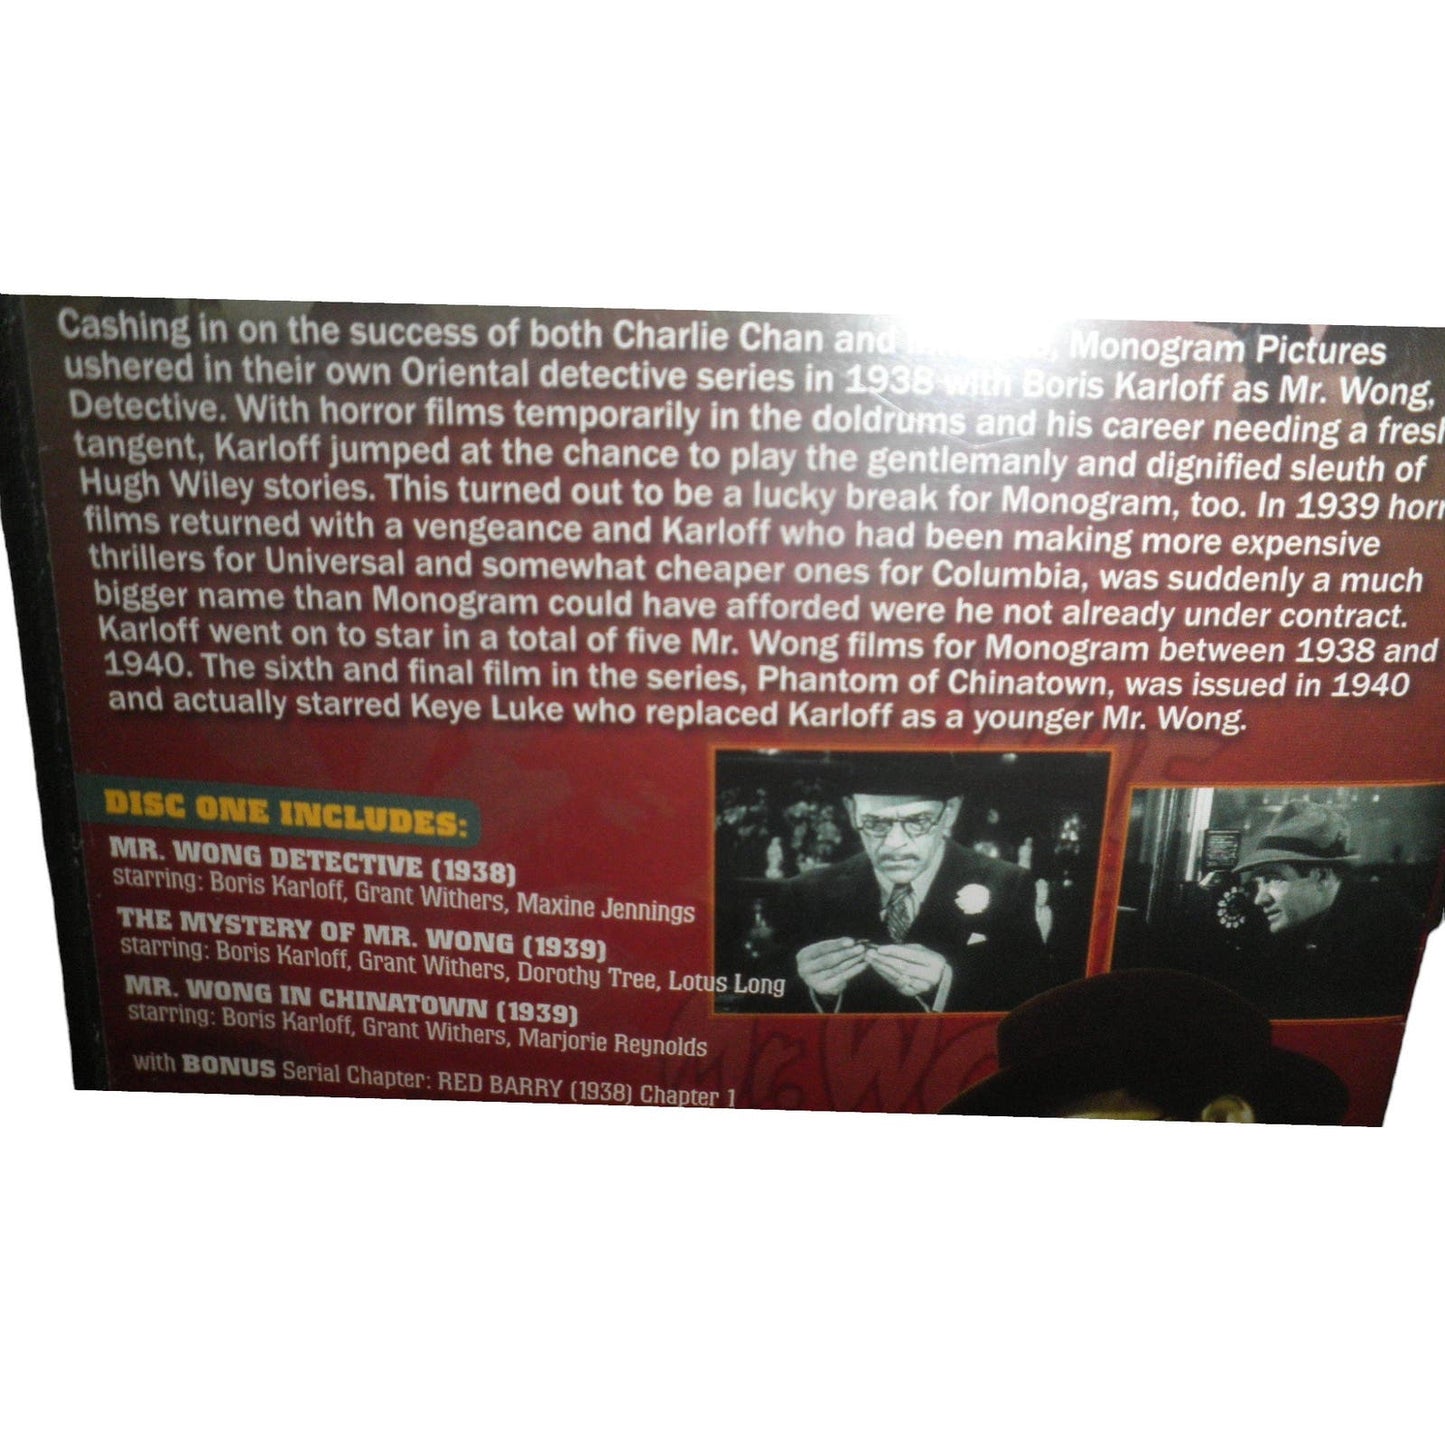 Cashing in on the success of both Charlie Chan and Monogram Pictures
ushered in their own Oriental detective series in 1938 with Boris Karloff as Mr. Wong,
Detective. With horror films temporarily in the doldrums and his career needing a fresh
tangent, Karloff jumped at the chance to play the gentlemanly and dignified sleuth of
Hugh Wiley stories. This turned out to be a lucky break for Monogram, too. In 1939 horr
films returned with a vengeance and Karloff who had been making more expensive
thrillers for Universal and somewhat cheaper ones for Columbia, was suddenly a much
bigger name than Monogram could have afforded were he not already under contract.
Karloff went on to star in a total of five Mr. Wong films for Monogram between 1938 and
1940. The sixth and final film in the series, Phantom of Chinatown, was issued in 1940
and actually starred Keye Luke who replaced Karloff as a younger Mr. Wong.
DISC ONE INCLUDES:
MR. WONG DETECTIVE (1938)
starring: Boris Karloff, Grant Withers, Maxine Jennings
THE MYSTERY OF MR. WONG (1939)
starring: Boris Karloff, Grant Withers, Dorothy Tree, Lotus Long
MR. WONG IN CHINATOWN (1939)
starring: Boris Karloff, Grant Withers, Marjorie Reynolds
with BONUS Serial Chapter: RED BARRY (1938) Chapter 1